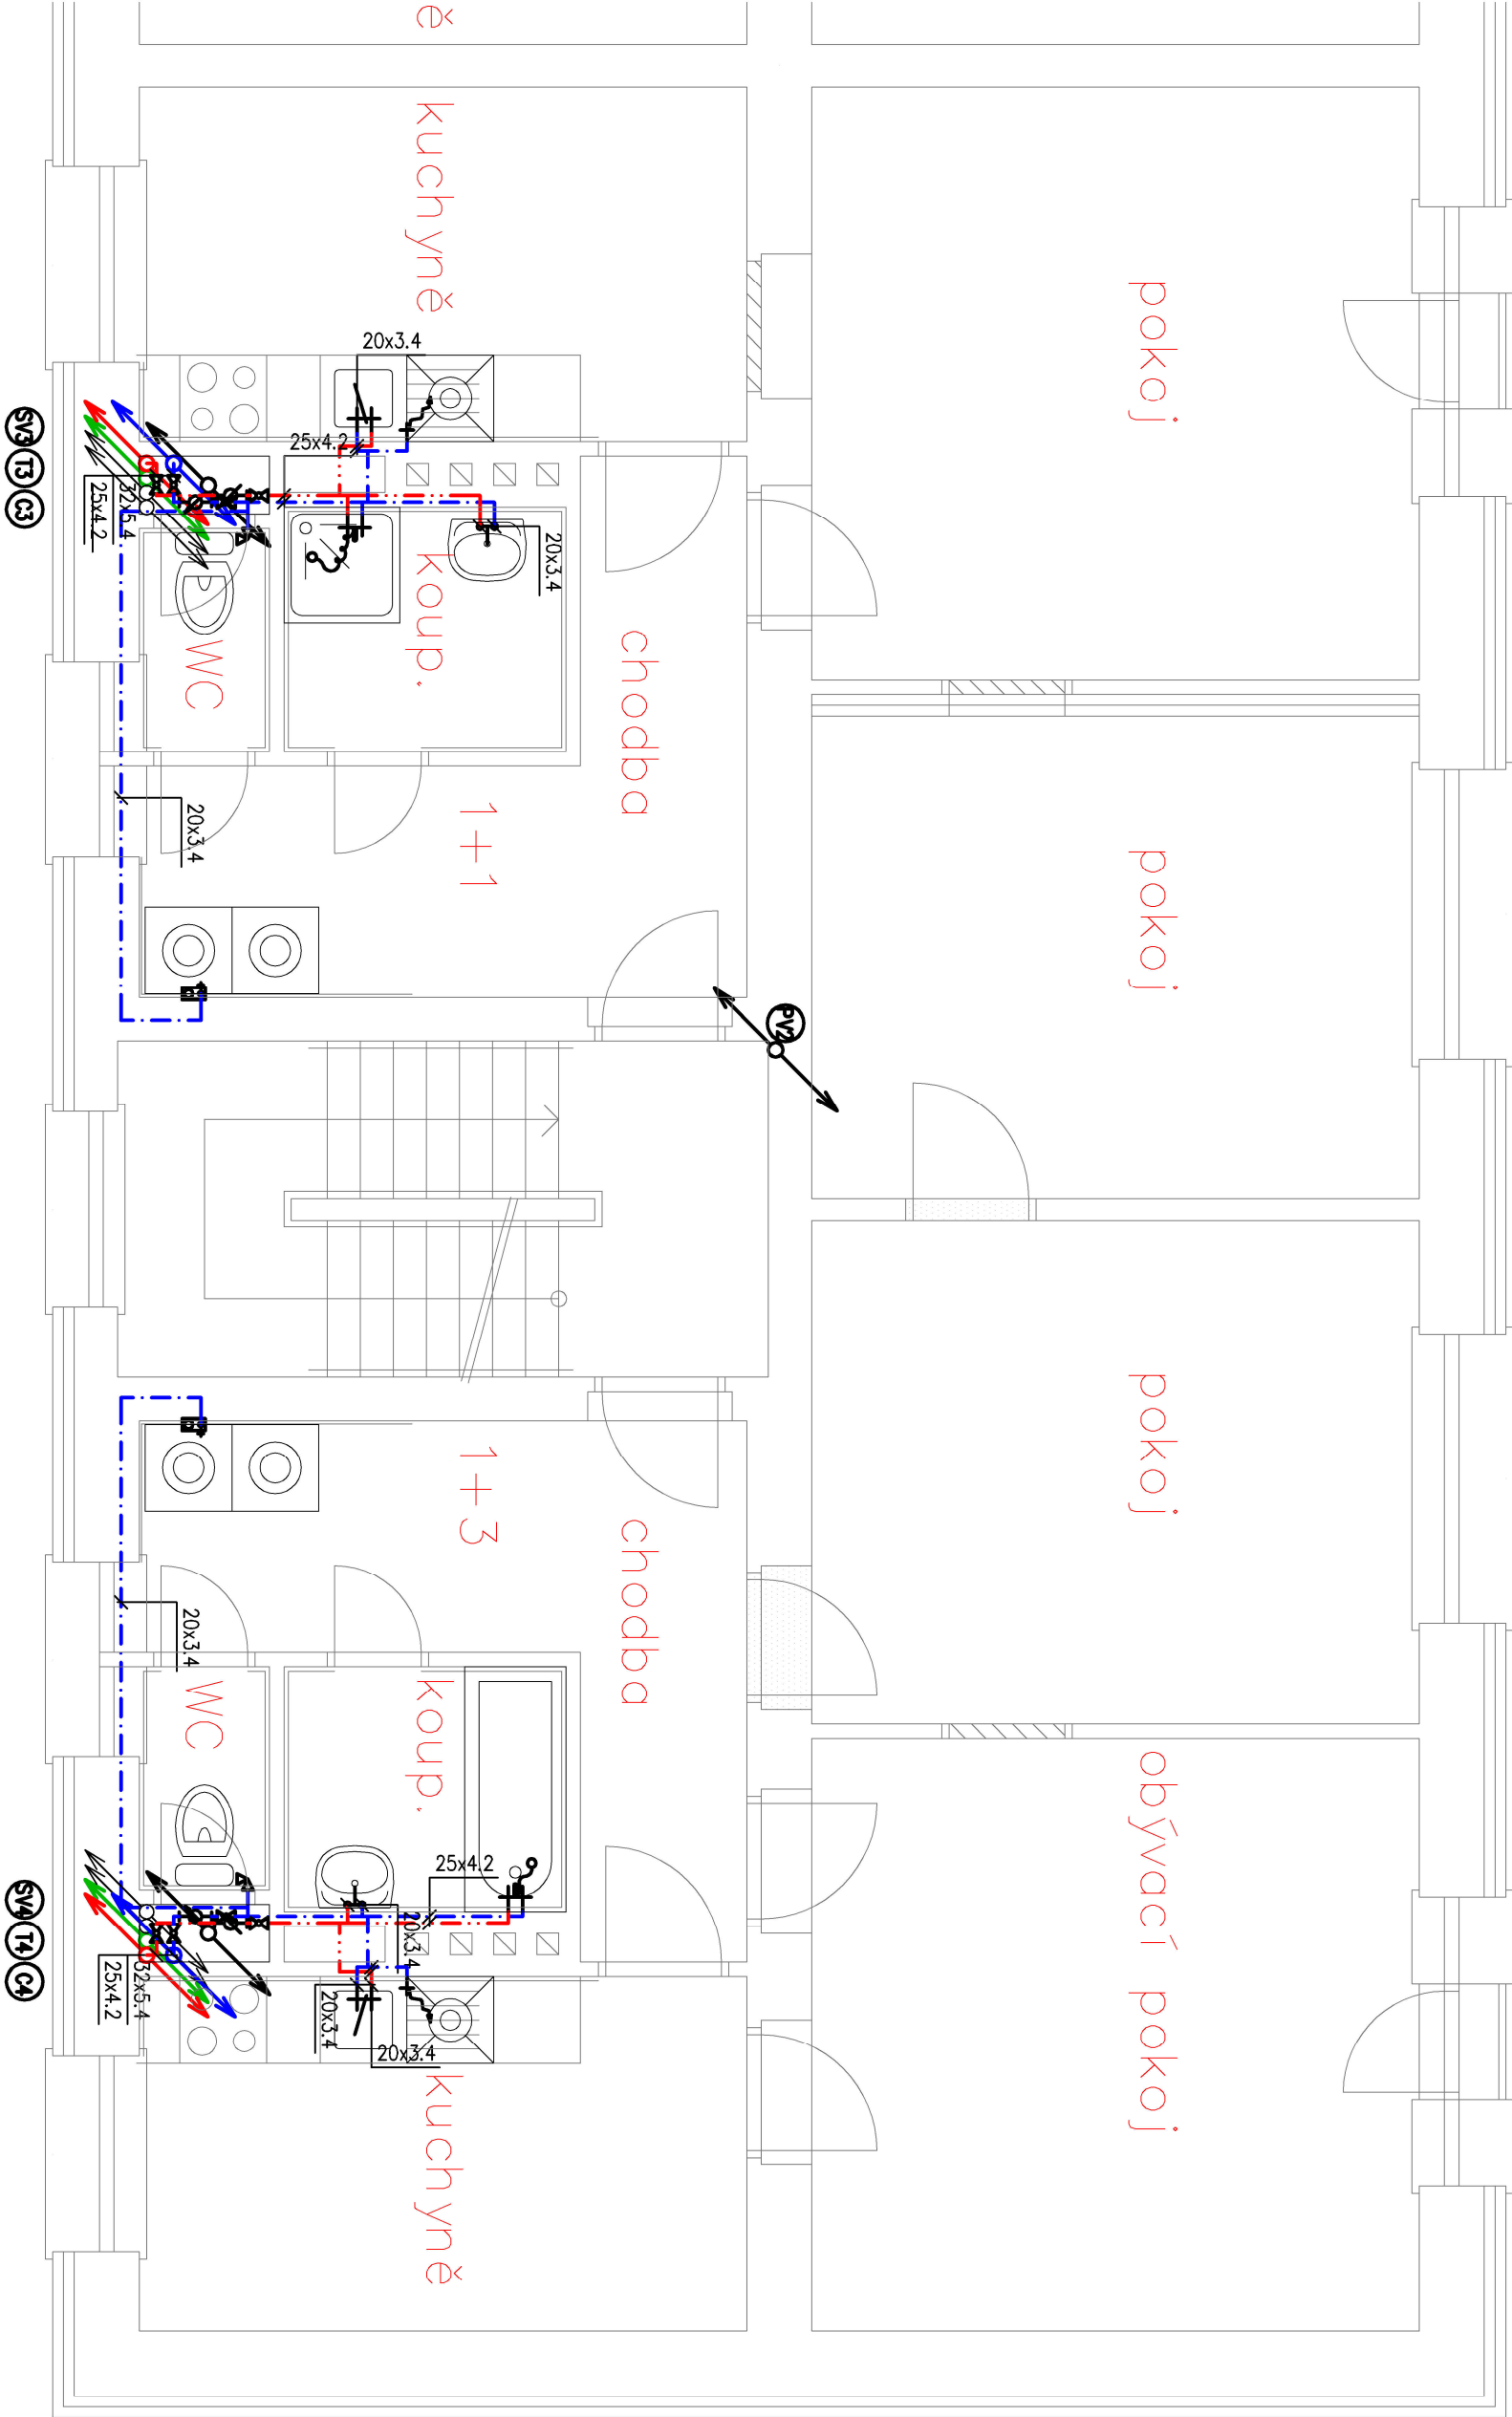 ě
kuchyně
pokoj
20x3.4
25x4.2
SV3 T3 C3
32x5.4
25x4.2
20x3.4
koup.
WC
chodba
20x3.4
1+1
pokoj
PV2
pokoj
1+3
chodba
20x3.4
WC
koup.
obývací pokoj
25x4.2
20x3.4
SV4 T4 C4
32x5.4
25x4.2
20x3.4
20x3.4
kuchyně